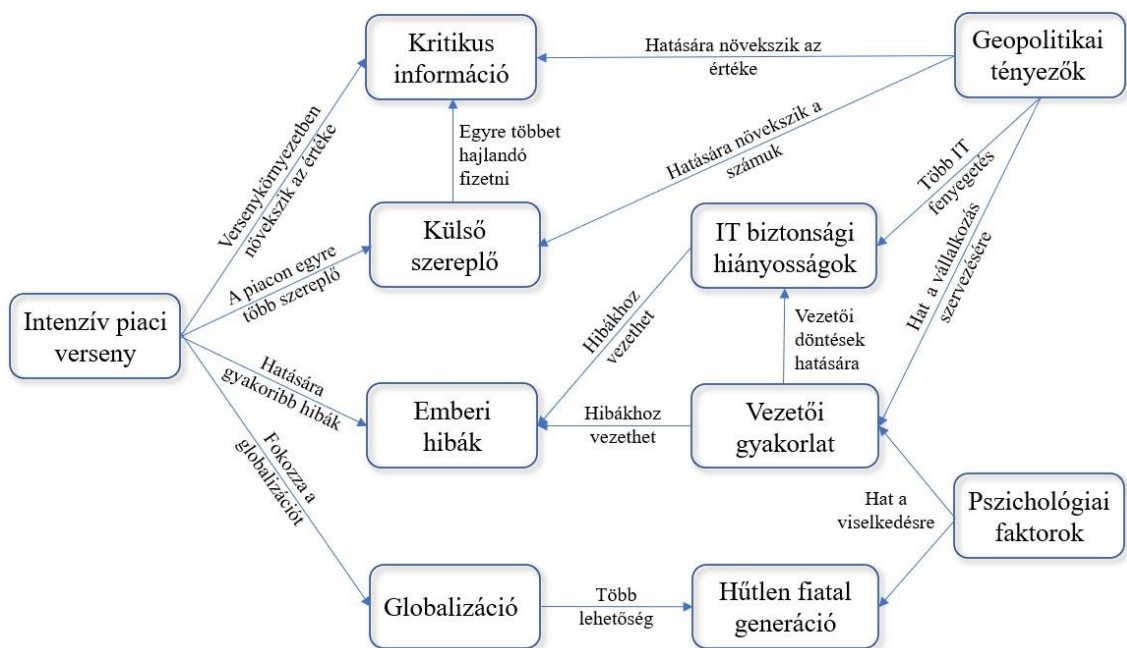 Kritikus
információ
Hatására növekszik az
értéke
Geopolitikai
tényezők
Versenykörnyezetben
növekszik az értéke
Egyre többet
hajlandó
fizetni
Hatására növekszik a
számuk
Több IT
fenyegetés
Hat a vállalkozás
szervezésére
Külső
szereplő
IT biztonsági
hiányosságok
A piacon egyre
több szereplő
Intenzív piaci
verseny
Hibákhoz
vezethet
Vezetői
döntések
hatására
Hatására
gyakoribb hibák
Emberi
hibák
Hibákhoz
vezethet
Vezetői
gyakorlat
Fokozza a
globalizációt
Hat a
viselkedésre
Pszichológiai
faktorok
Globalizáció
Több
lehetőség
Hűtlen fiatal
generáció